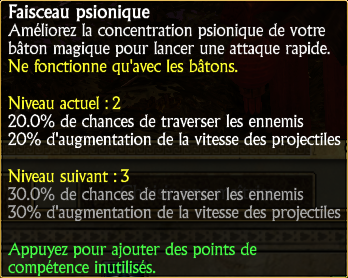 Faisceau psionique
Améliorez la concentration psionique de votre
bâton magique pour lancer une attaque rapide.
Ne fonctionne qu'avec les bâtons.
Niveau actuel : 2
20.0% de chances de traverser les ennemis
20% d'augmentation de la vitesse des projectiles
Niveau suivant : 3
30.0% de chances de traverser les ennemis
30% d'augmentation de la vitesse des projectiles
Appuyez pour ajouter des points de
compétence inutilisés.